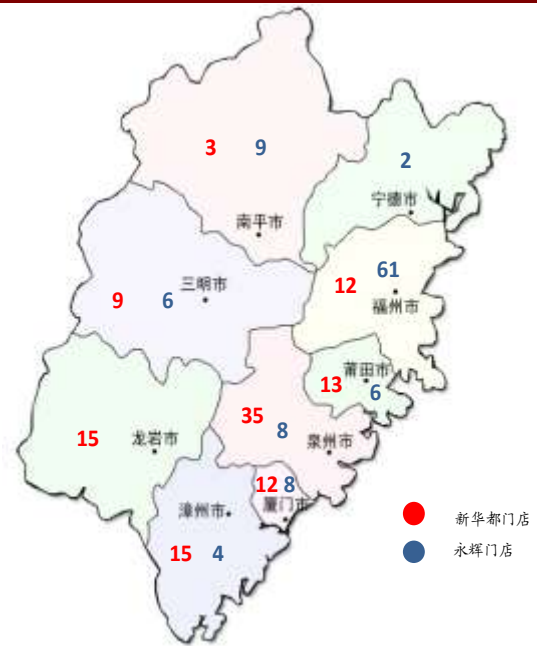 3 9
2
宁德市
南平市
61
三明市
12
9 6
福州市
莆田市
13
6
35
8
15
龙岩市
泉州市
12 8
厦门市
漳州市
15 4
新华都门店
永辉门店